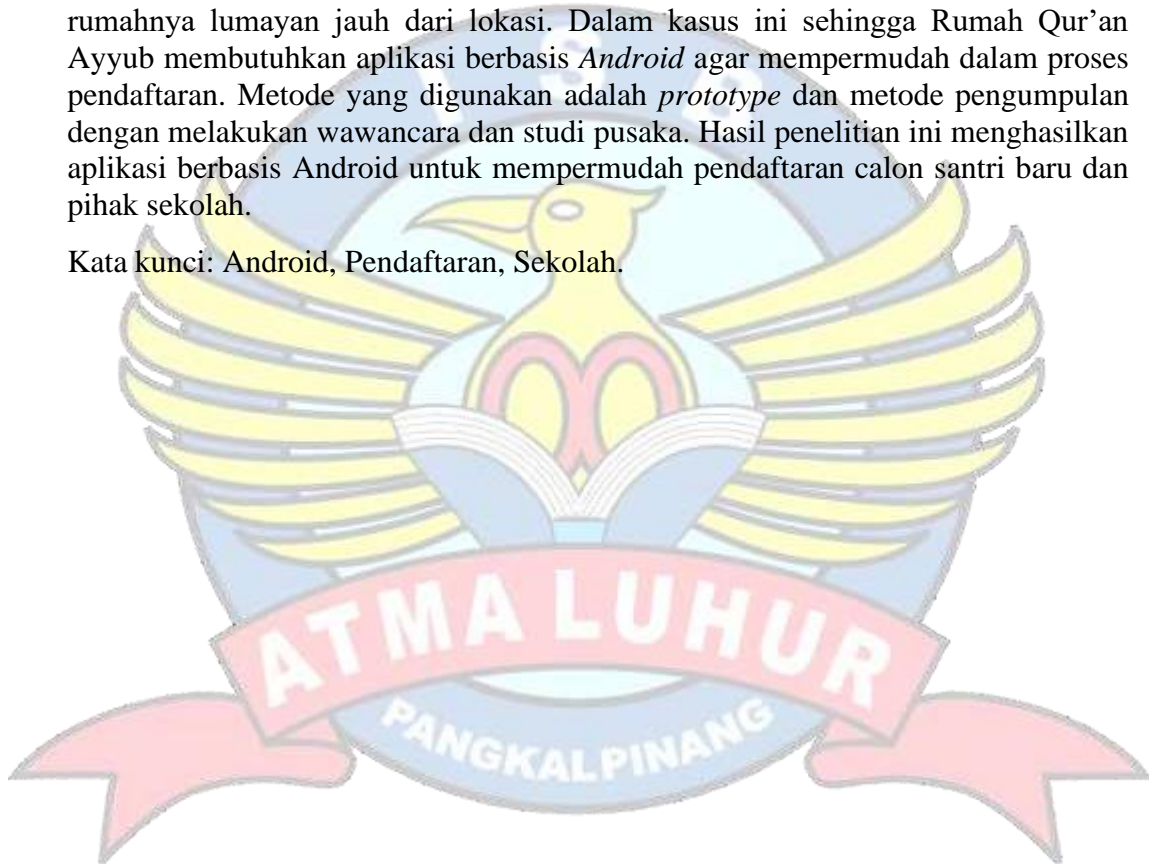 rumahnya lumayan jauh dari lokasi. Dalam kasus ini sehingga Rumah Qur’an
Ayyub membutuhkan aplikasi berbasis Android agar mempermudah dalam proses
pendaftaran. Metode yang digunakan adalah prototype dan metode pengumpulan
dengan melakukan wawancara dan studi pusaka. Hasil penelitian ini menghasilkan
aplikasi berbasis Android untuk mempermudah pendaftaran calon santri baru dan
pihak sekolah.
Kata kunci: Android, Pendaftaran, Sekolah.
I S B
ATMA LUHUR
PANGKALPINANG